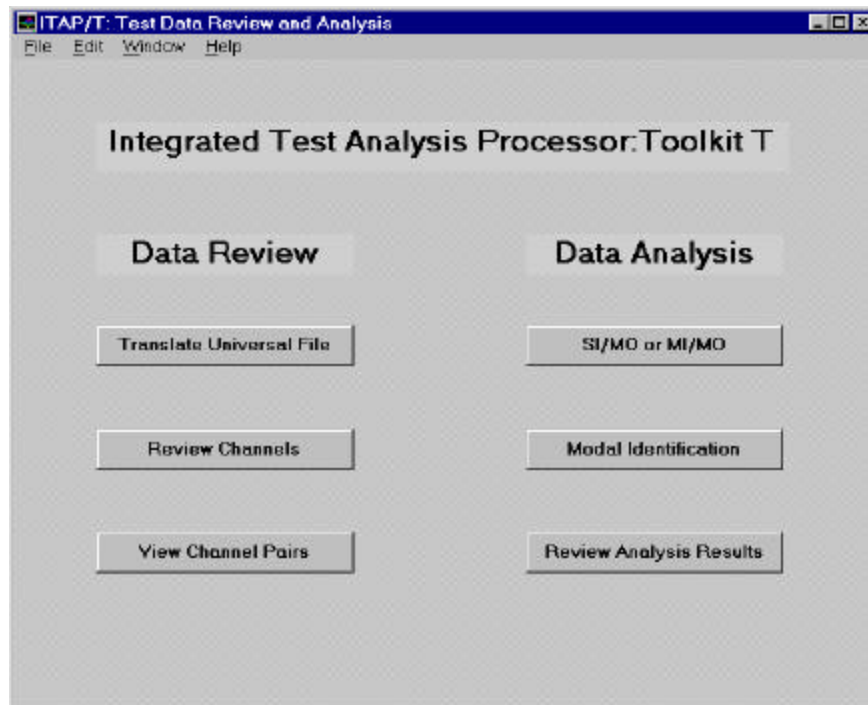 ITAP/T: Test Data Review and Analysis
File Edit Window Help
Integrated Test Analysis Processor:Toolkit T
Data Review
Data Analysis
Translate Universal File
SI/MO or MI/MO
Review Channels
Modal Identification
View Channel Pairs
Review Analysis Results